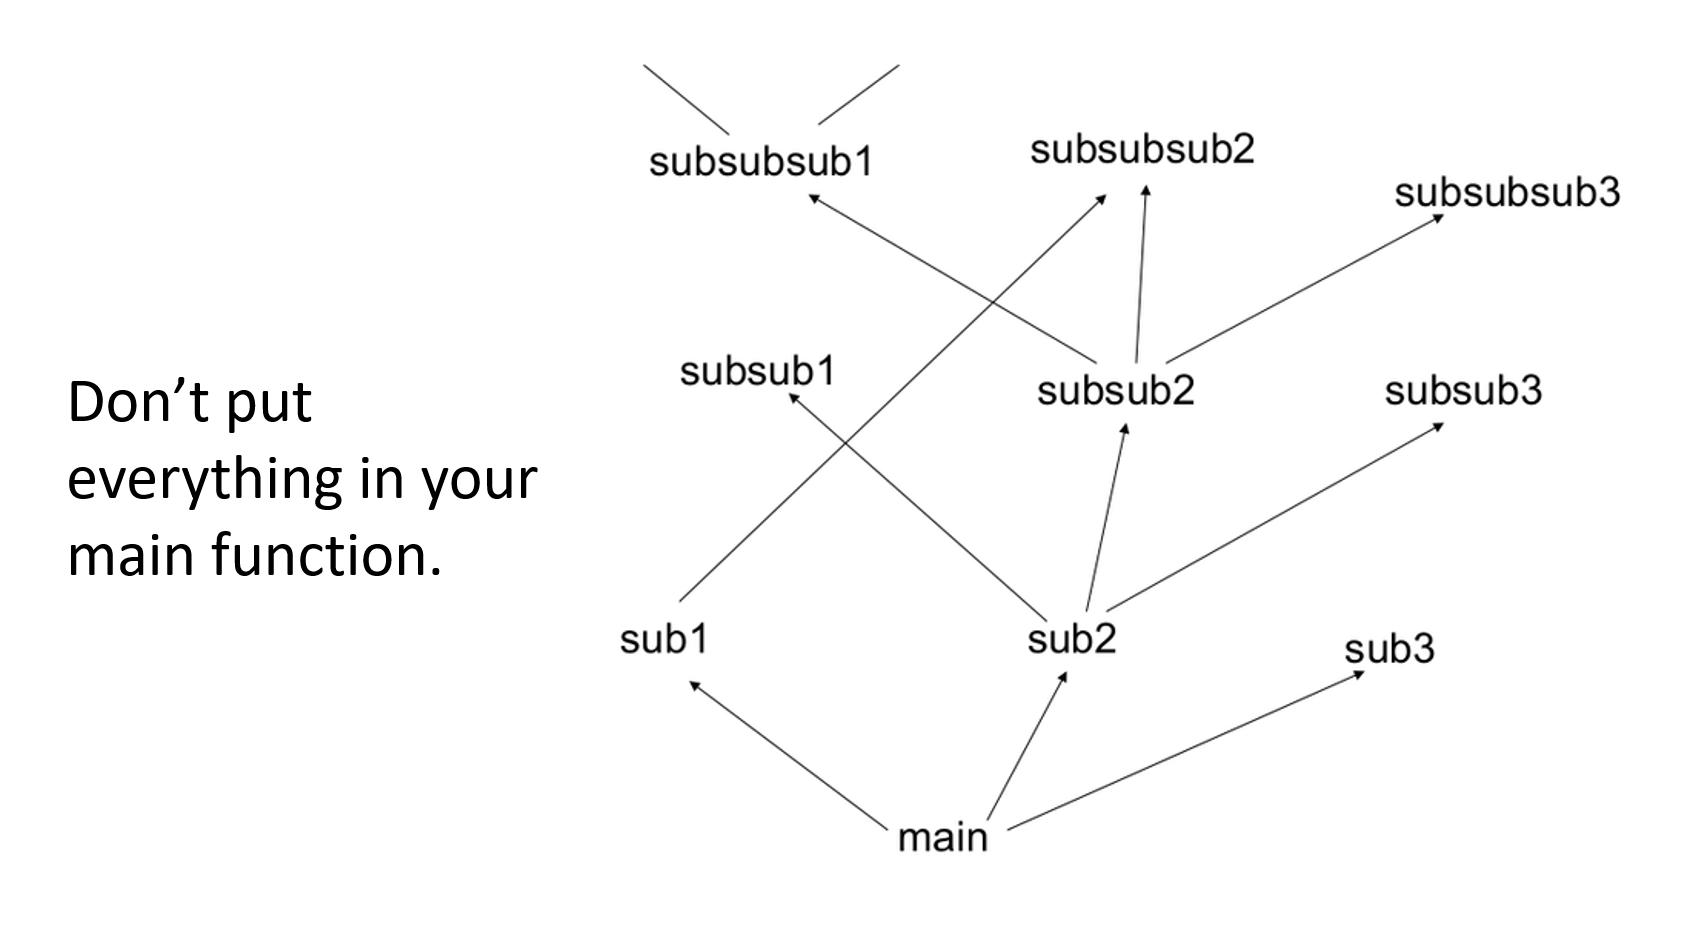 subsubsub1
subsubsub2
subsubsub3
subsub1
subsub2
subsub3
Don’t put
everything in your
main function.
sub1
sub2
sub3
main